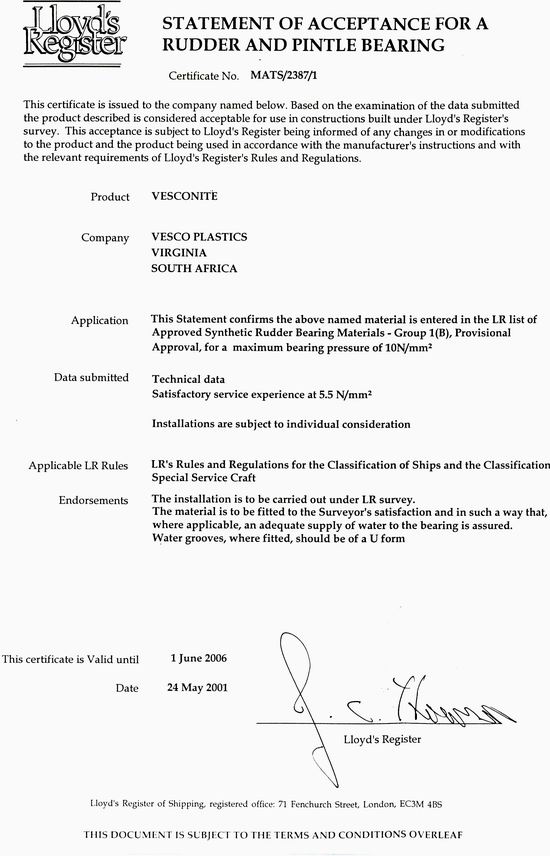 Lloyd's
Register
STATEMENT OF ACCEPTANCE FOR A
RUDDER AND PINTLE BEARING
Certificate No. MATS/2387/1
This certificate is issued to the company named below. Based on the examination of the data submitted
the product described is considered acceptable for use in constructions built under Lloyd's Register's
survey. This acceptance is subject to Lloyd's Register being informed of any changes in or modifications
to the product and the product being used in accordance with the manufacturer's instructions and with
the relevant requirements of Lloyd's Register's Rules and Regulations.
Product VESCONITE
Company VESCO PLASTICS
VIRGINIA
SOUTH AFRICA
Application This Statement confirms the above named material is entered in the LR list of
Approved Synthetic Rudder Bearing Materials - Group 1(B), Provisional
Approval, for a maximum bearing pressure of 10N/mm²
Data submitted Technical data
Satisfactory service experience at 5.5 N/mm²
Installations are subject to individual consideration
Applicable LR Rules LR's Rules and Regulations for the Classification of Ships and the Classification
Special Service Craft
Endorsements The installation is to be carried out under LR survey.
The material is to be fitted to the Surveyor's satisfaction and in such a way that,
where applicable, an adequate supply of water to the bearing is assured.
Water grooves, where fitted, should be of a U form
This certificate is Valid until 1 June 2006
Date 24 May 2001
Lloyd's Register
Lloyd's Register of Shipping, registered office: 71 Fenchurch Street, London, EC3M 4BS
THIS DOCUMENT IS SUBJECT TO THE TERMS AND CONDITIONS OVERLEAF